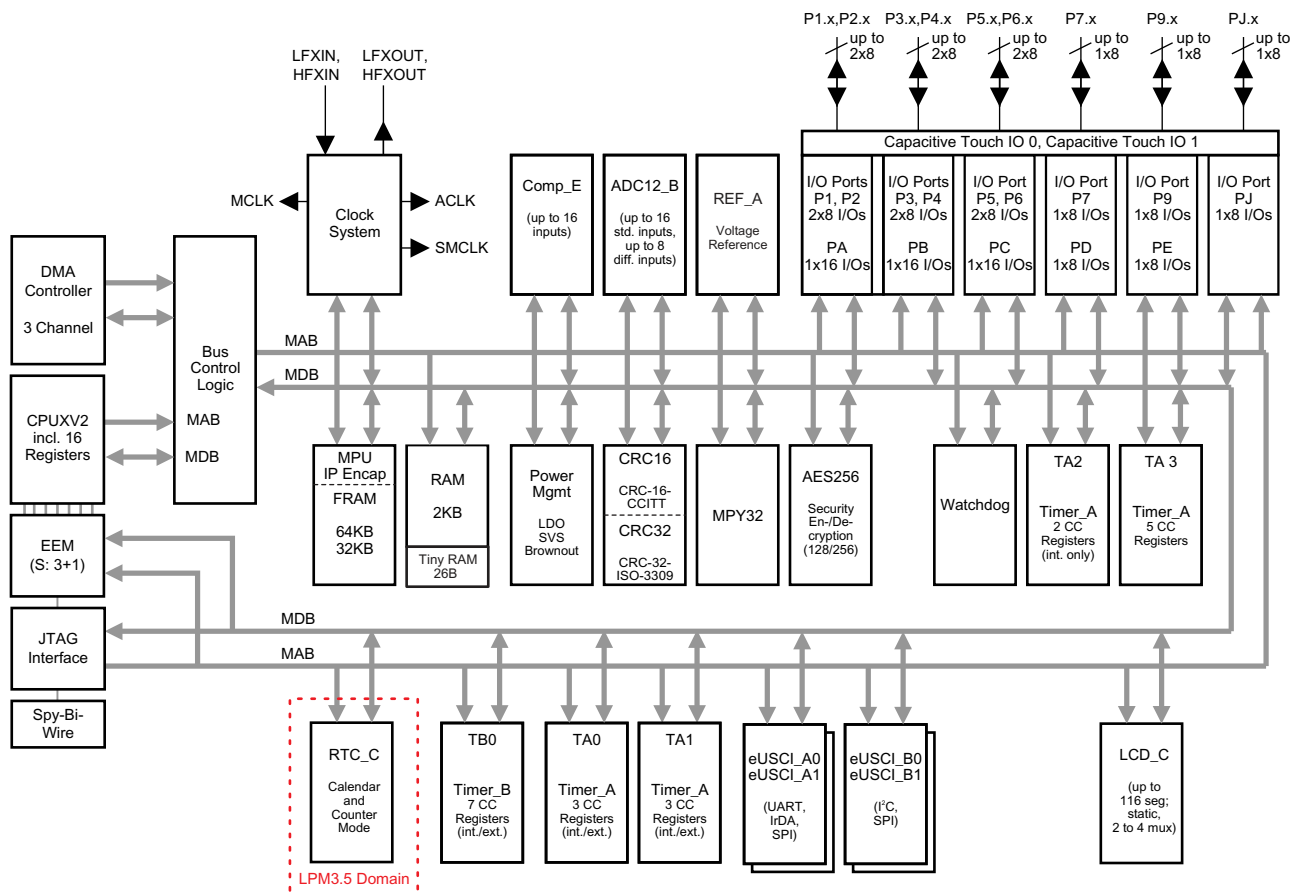 P1.x,P2.x
P3.x,P4.x
P5.x,P6.x
P7.x
P9.x
PJ.x
up to
2x8
up to
2x8
up to
2x8
up to
1x8
up to
1x8
up to
1x8
LFXIN,
HFXIN
LFXOUT,
HFXOUT
Capacitive Touch IO 0, Capacitive Touch IO 1
MCLK
Clock
System
ACLK
SMCLK
Comp_E
(up to 16
inputs)
ADC12_B
(up to 16
std. inputs,
up to 8
diff. inputs)
REF_A
Voltage
Reference
I/O Ports
P1, P2
2x8 I/Os
PA
1x16 I/Os
I/O Ports
P3, P4
2x8 I/Os
PB
1x16 I/Os
I/O Port
P5, P6
2x8 I/Os
PC
1x16 I/Os
I/O Port
P7
1x8 I/Os
PD
1x8 I/Os
I/O Port
P9
1x8 I/Os
PE
1x8 I/Os
I/O Port
PJ
1x8 I/Os
DMA
Controller
3 Channel
Bus
Control
Logic
MAB
MDB
MAB
MDB
CPUXV2
incl. 16
Registers
MPU
IP Encap
FRAM
64KB
32KB
RAM
2KB
Tiny RAM
26B
Power
Mgmt
LDO
SVS
Brownout
CRC16
CRC-16-
CCITT
CRC32
CRC-32-
ISO-3309
MPY32
AES256
Security
En-/De-
cryption
(128/256)
Watchdog
TA2
Timer_A
2 CC
Registers
(int. only)
TA 3
Timer_A
5 CC
Registers
EEM
(S: 3+1)
MDB
MAB
JTAG
Interface
Spy-Bi-
Wire
RTC_C
Calendar
and
Counter
Mode
LPM3.5 Domain
TB0
Timer_B
7 CC
Registers
(int./ext.)
TA0
Timer_A
3 CC
Registers
(int./ext.)
TA1
Timer_A
3 CC
Registers
(int./ext.)
eUSCI_A0
eUSCI_A1
(UART,
IrDA,
SPI)
eUSCI_B0
eUSCI_B1
(I²C,
SPI)
LCD_C
(up to
116 seg;
static,
2 to 4 mux)